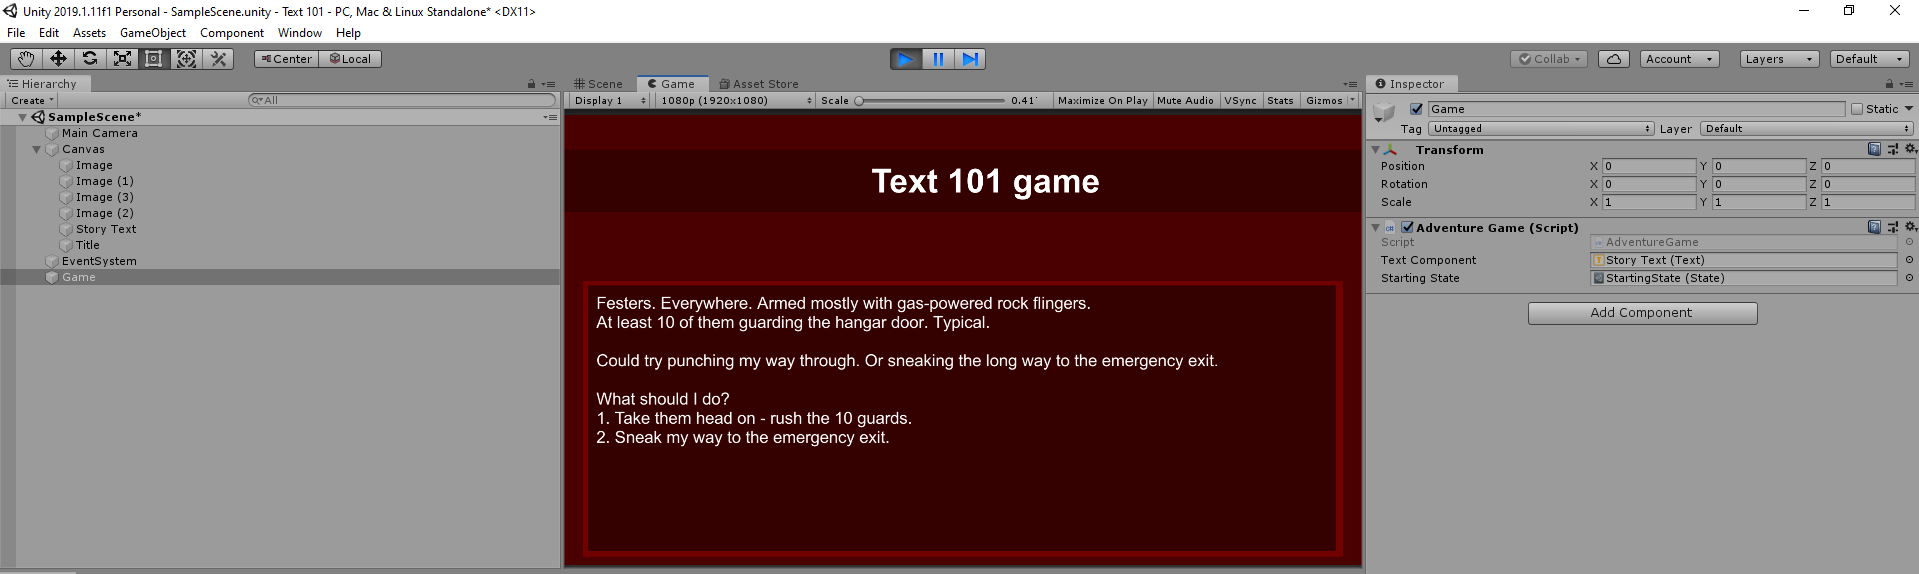 Unity 2019.1.11f1 Personal - SampleScene.unity - Text 101 - PC, Mac & Linux Standalone* <DX11>
File Edit Assets GameObject Component Window Help
Center Local
Collab Account Layers Default
Hierarchy
Create All
SampleScene*
Main Camera
Canvas
Image
Image (1)
Image (3)
Image (2)
Story Text
Title
EventSystem
Game
Scene Game Asset Store
Display 1 1080p (1920x1080) Scale 0.41 Maximize On Play Mute Audio VSync Stats Gizmos
Text 101 game
Festers. Everywhere. Armed mostly with gas-powered rock flingers.
At least 10 of them guarding the hangar door. Typical.
Could try punching my way through. Or sneaking the long way to the emergency exit.
What should I do?
1. Take them head on - rush the 10 guards.
2. Sneak my way to the emergency exit.
Inspector
Game Static
Tag Untagged Layer Default
Transform
Position X 0 Y 0 Z 0
Rotation X 0 Y 0 Z 0
Scale X 1 Y 1 Z 1
Adventure Game (Script)
Script AdventureGame
Text Component Story Text (Text)
Starting State StartingState (State)
Add Component